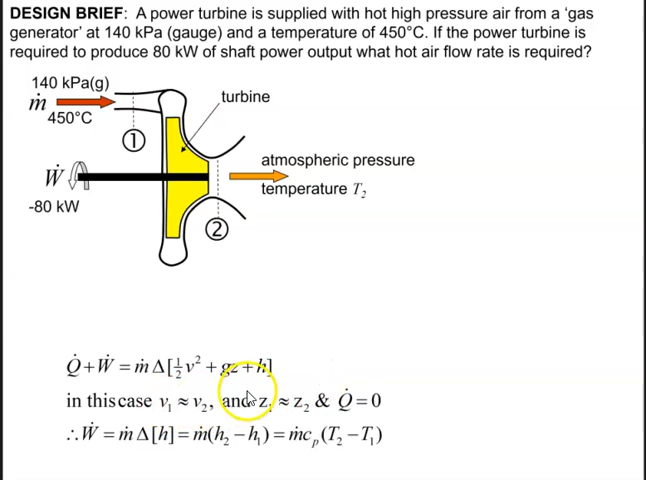 DESIGN BRIEF: A power turbine is supplied with hot high pressure air from a ‘gas
generator’ at 140 kPa (gauge) and a temperature of 450°C. If the power turbine is
required to produce 80 kW of shaft power output what hot air flow rate is required?
140 kPa(g)
ṁ
450°C
turbine
①
Ẇ
-80 kW
atmospheric pressure
temperature T₂
②
Q̇ + Ẇ = ṁ Δ[½v² + gz + h]
in this case v₁ ≈ v₂, and z₁ ≈ z₂ & Q̇ = 0
∴ Ẇ = ṁ Δ[h] = ṁ(h₂ − h₁) = ṁcₚ(T₂ − T₁)